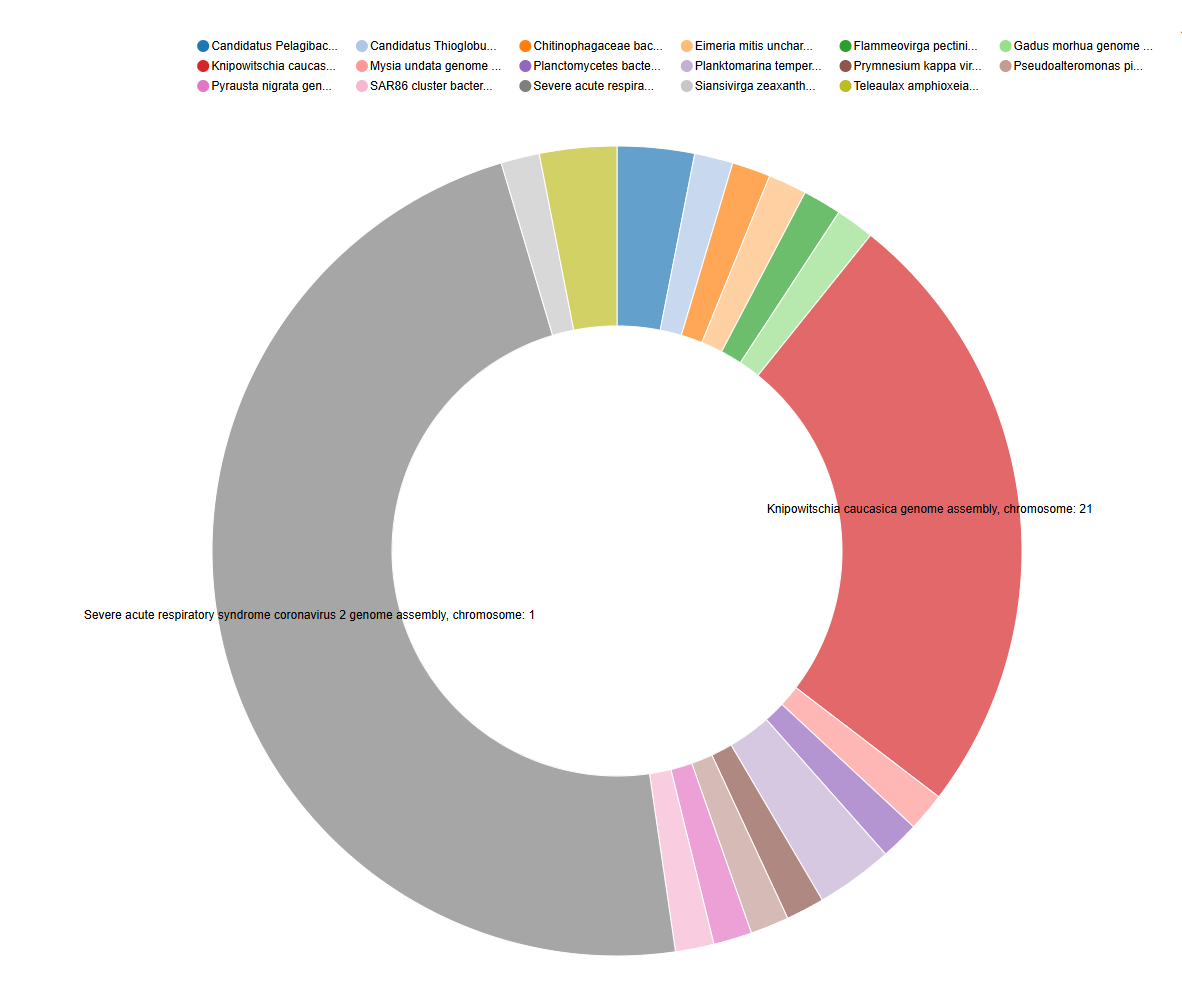 Candidatus Pelagibac... Candidatus Thioglobu... Chitinophagaceae bac... Eimeria mitis unchar... Flammeovirga pectini... Gadus morhua genome ...
Knipowitschia caucas... Mysia undata genome ... Planctomycetes bacte... Planktomarina temper... Prymnesium kappa vir... Pseudoalteromonas pi...
Pyrausta nigrata gen... SAR86 cluster bacter... Severe acute respira... Siansivirga zeaxanth... Teleaulax amphioxeia...
Knipowitschia caucasica genome assembly, chromosome: 21
Severe acute respiratory syndrome coronavirus 2 genome assembly, chromosome: 1